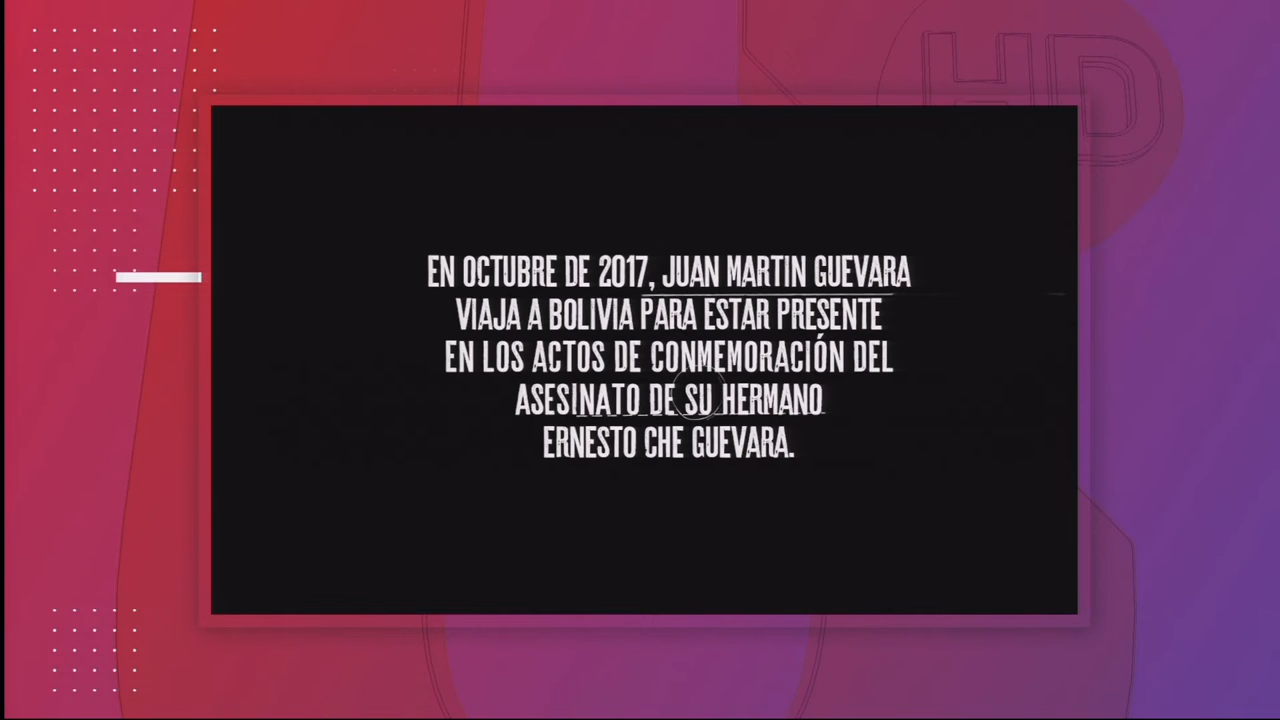 HD
EN OCTUBRE DE 2017, JUAN MARTIN GUEVARA
VIAJA A BOLIVIA PARA ESTAR PRESENTE
EN LOS ACTOS DE CONMEMORACIÓN DEL
ASESINATO DE SU HERMANO
ERNESTO CHE GUEVARA.